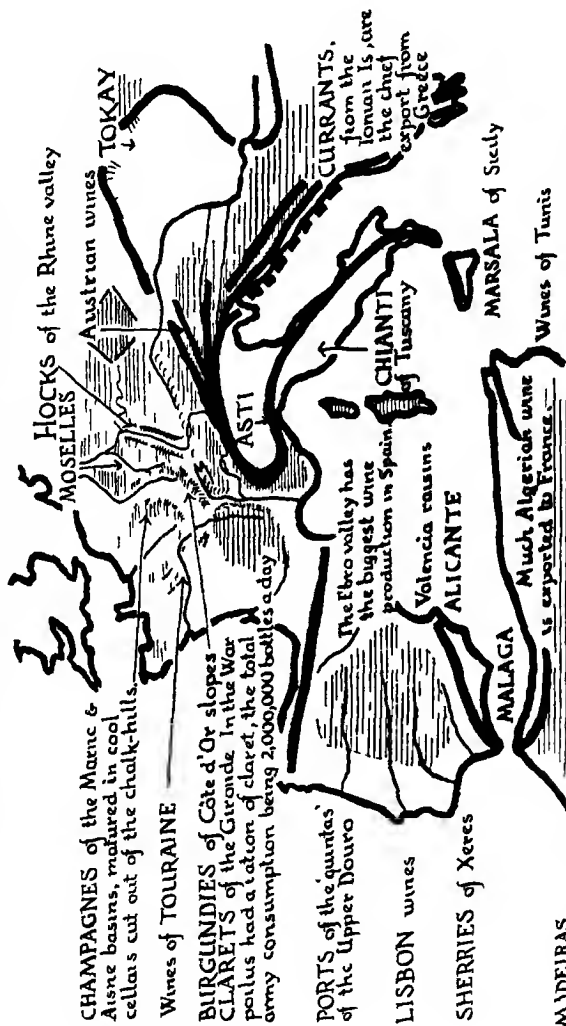 CHAMPAGNES of the Marne &
Aisne basins, matured in cool
cellars cut out of the chalk-hills.
Wines of TOURAINE
BURGUNDIES of Côte d'Or slopes
CLARETS of the Gironde In the War
poilus had a ration of claret, the total
army consumption being 2,000,000 bottles a day
PORTS of the 'quintas'
of the Upper Douro
LISBON wines
SHERRIES of Xeres
MADEIRAS
MOSELLES
HOCKS of the Rhine valley
Austrian wines
TOKAY
ASTI
The Ebro valley has
the biggest wine
production in Spain
Valencia raisins
ALICANTE
MALAGA
CHIANTI
of Tuscany
CURRANTS,
from the
Ionian Is, are
the chief
export from
Greece
MARSALA of Sicily
Much Algerian wine
is exported to France.
Wines of Tunis